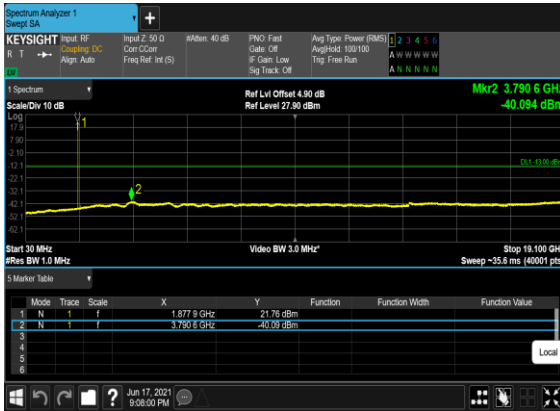 Spectrum Analyzer 1
Swept SA
KEYSIGHT Input: RF Input Z: 50 Ω #Atten: 40 dB PNO: Fast Avg Type: Power (RMS) 1 2 3 4 5 6
R T Coupling: DC Corr CCorr Gate: Off Avg|Hold: 100/100 A W W W W W
Align: Auto Freq Ref: Int (S) IF Gain: Low Trig: Free Run
Sig Track: Off A N N N N N
1 Spectrum
Scale/Div 10 dB
Ref Lvl Offset 4.90 dB
Ref Level 27.90 dBm
Mkr2 3.790 6 GHz
-40.094 dBm
Log
17.9
7.90
-2.10
-12.1
-22.1
-32.1
-42.1
-52.1
-62.1
1
2
DL1 -13.00 dBm
Start 30 MHz Video BW 3.0 MHz* Stop 19.100 GHz
#Res BW 1.0 MHz Sweep ~35.6 ms (40001 pts)
5 Marker Table
Mode Trace Scale X Y Function Function Width Function Value
1 N 1 f 1.877 9 GHz 21.76 dBm
2 N 1 f 3.790 6 GHz -40.09 dBm
3
4
5
6
Local
Jun 17, 2021
9:08:00 PM